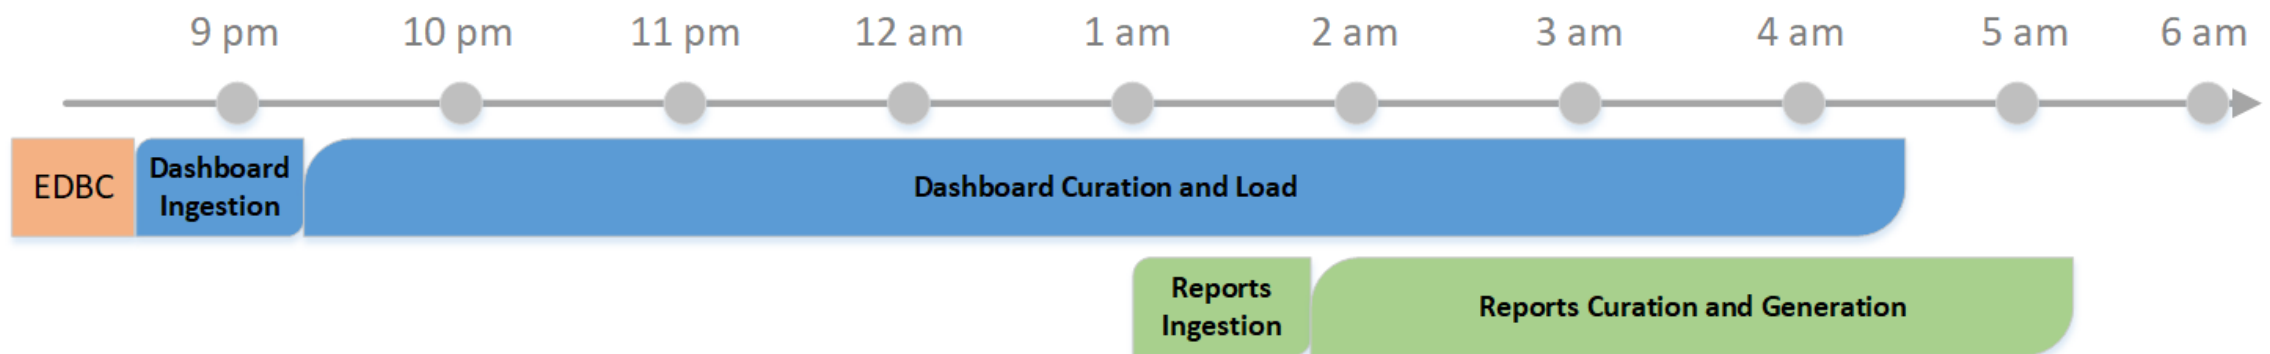 9 pm 10 pm 11 pm 12 am 1 am 2 am 3 am 4 am 5 am 6 am
EDBC
Dashboard
Ingestion
Dashboard Curation and Load
Reports
Ingestion
Reports Curation and Generation